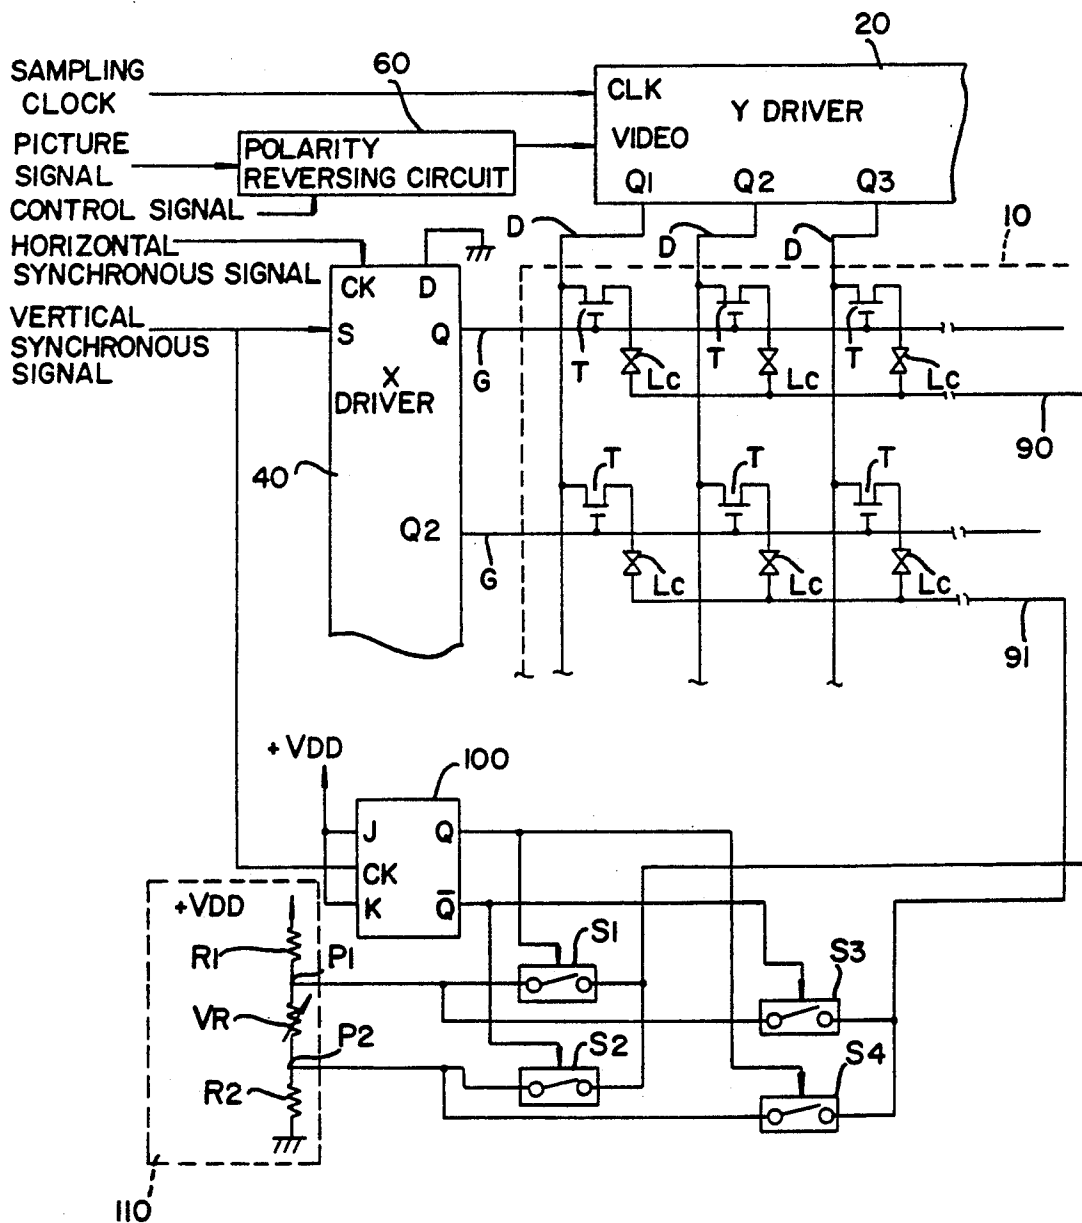 20
SAMPLING
CLOCK
60
CLK
Y DRIVER
PICTURE
SIGNAL
POLARITY
REVERSING CIRCUIT
VIDEO
Q1
Q2
Q3
CONTROL SIGNAL
HORIZONTAL
SYNCHRONOUS SIGNAL
D
D
D
10
CK
D
VERTICAL
SYNCHRONOUS
SIGNAL
S
Q
X
DRIVER
G
T
T
T
Lc
Lc
Lc
90
40
T
T
T
Q2
G
Lc
Lc
Lc
91
+VDD
100
J
Q
CK
K
Q̅
+VDD
R1
P1
S1
S3
VR
P2
S2
S4
R2
110